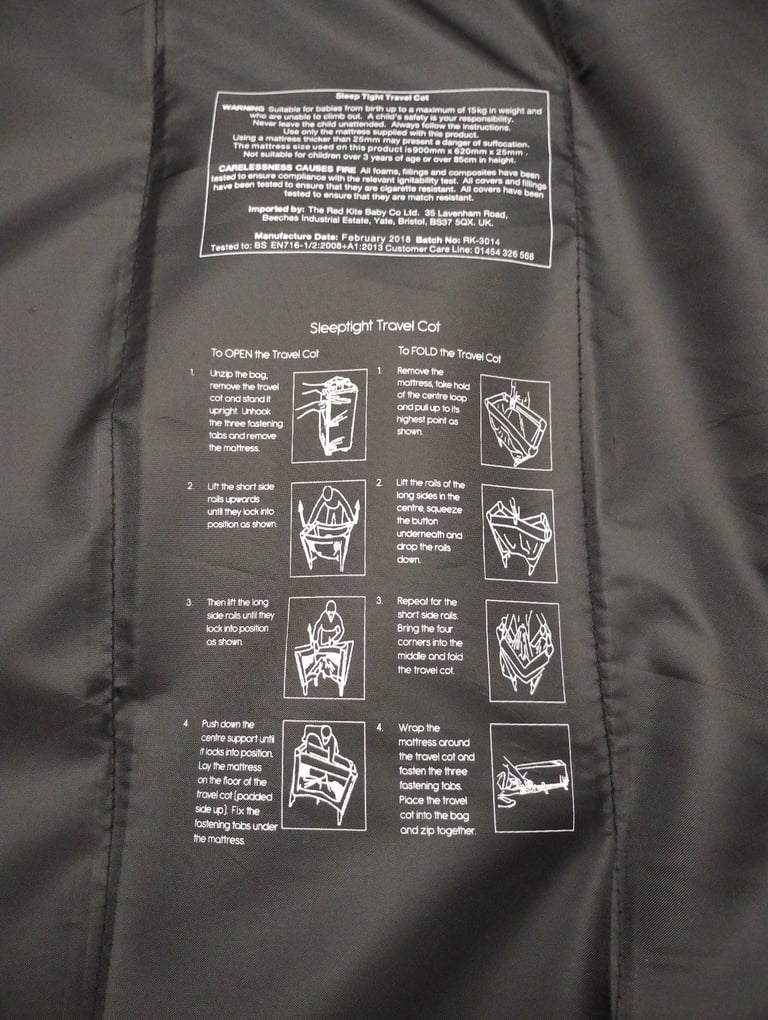 Sleep Tight Travel Cot
WARNING Suitable for babies from birth up to a maximum of 15kg in weight and
who are unable to climb out. A child's safety is your responsibility.
Never leave the child unattended. Always follow the instructions.
Use only the mattress supplied with this product.
Using a mattress thicker than 25mm may present a danger of suffocation.
The mattress size used on this product is 900mm x 620mm x 25mm.
Not suitable for children over 3 years of age or over 85cm in height.
CARELESSNESS CAUSES FIRE All foams, fillings and composites have been
tested to ensure compliance with the relevant ignitability test. All covers and fillings
have been tested to ensure that they are cigarette resistant. All covers have been
tested to ensure that they are match resistant.
Imported by: The Red Kite Baby Co Ltd. 35 Lavenham Road,
Beeches Industrial Estate, Yate, Bristol, BS37 5QX. UK.
Manufacture Date: February 2018 Batch No: RK-3014
Tested to: BS EN716-1/2:2008+A1:2013 Customer Care Line: 01454 326 568
Sleeptight Travel Cot
To OPEN the Travel Cot
1. Unzip the bag,
remove the travel
cot and stand it
upright. Unhook
the three fastening
tabs and remove
the mattress.
2. Lift the short side
rails upwards
until they lock into
position as shown.
3. Then lift the long
side rails until they
lock into position
as shown.
4. Push down the
centre support until
it locks into position.
Lay the mattress
on the floor of the
travel cot (padded
side up). Fix the
fastening tabs under
the mattress.
To FOLD the Travel Cot
1. Remove the
mattress, take hold
of the centre loop
and pull up to its
highest point as
shown.
2. Lift the rails of the
long sides in the
centre, squeeze
the button
underneath and
drop the rails
down.
3. Repeat for the
short side rails.
Bring the four
corners into the
middle and fold
the travel cot.
4. Wrap the
mattress around
the travel cot and
fasten the three
fastening tabs.
Place the travel
cot into the bag
and zip together.